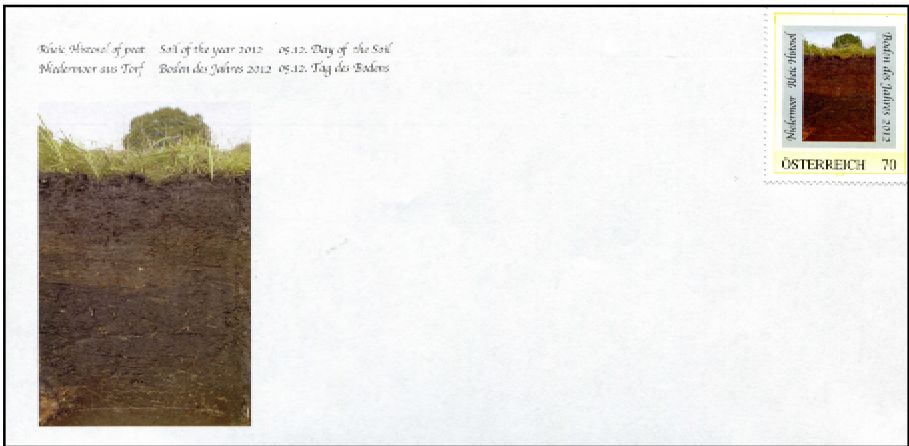 Rheic Histosol of peat Soil of the year 2012 05.12. Day of the Soil
Niedermoor aus Torf Boden des Jahres 2012 05.12. Tag des Bodens
Niedermoor Rheic Histosol
Boden des Jahres 2012
ÖSTERREICH 70